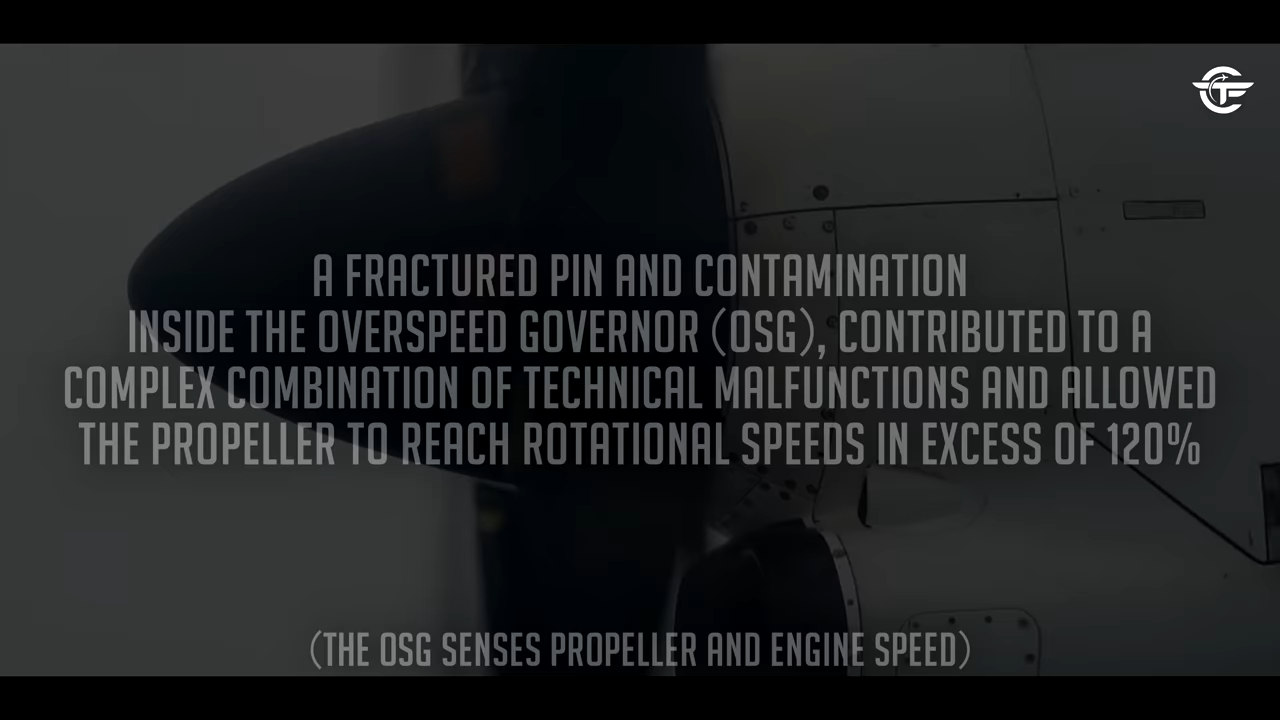 A FRACTURED PIN AND CONTAMINATION
INSIDE THE OVERSPEED GOVERNOR (OSG), CONTRIBUTED TO A
COMPLEX COMBINATION OF TECHNICAL MALFUNCTIONS AND ALLOWED
THE PROPELLER TO REACH ROTATIONAL SPEEDS IN EXCESS OF 120%
(THE OSG SENSES PROPELLER AND ENGINE SPEED)